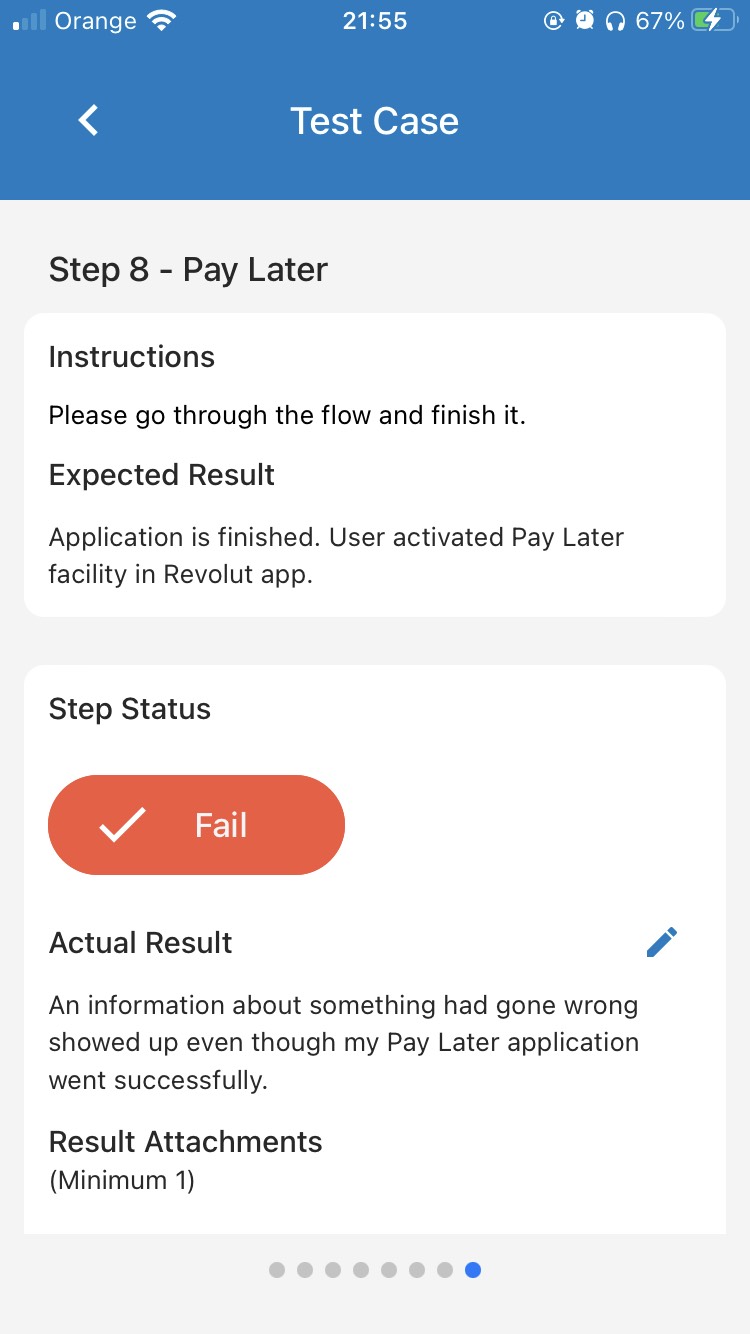 Orange 21:55 67%
Test Case
Step 8 - Pay Later
Instructions
Please go through the flow and finish it.
Expected Result
Application is finished. User activated Pay Later
facility in Revolut app.
Step Status
Fail
Actual Result
An information about something had gone wrong
showed up even though my Pay Later application
went successfully.
Result Attachments
(Minimum 1)